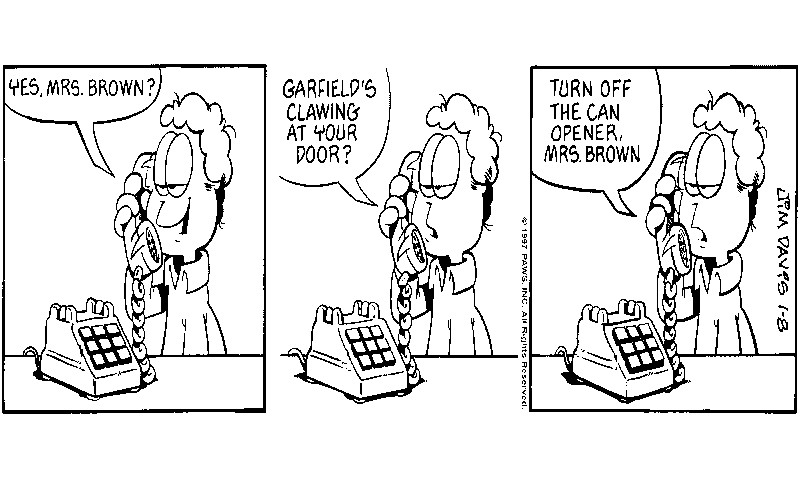 YES, MRS. BROWN?
GARFIELD'S
CLAWING
AT YOUR
DOOR?
© 1997 PAWS, INC. All Rights Reserved.
TURN OFF
THE CAN
OPENER,
MRS. BROWN
JIM DAVIS 1-8